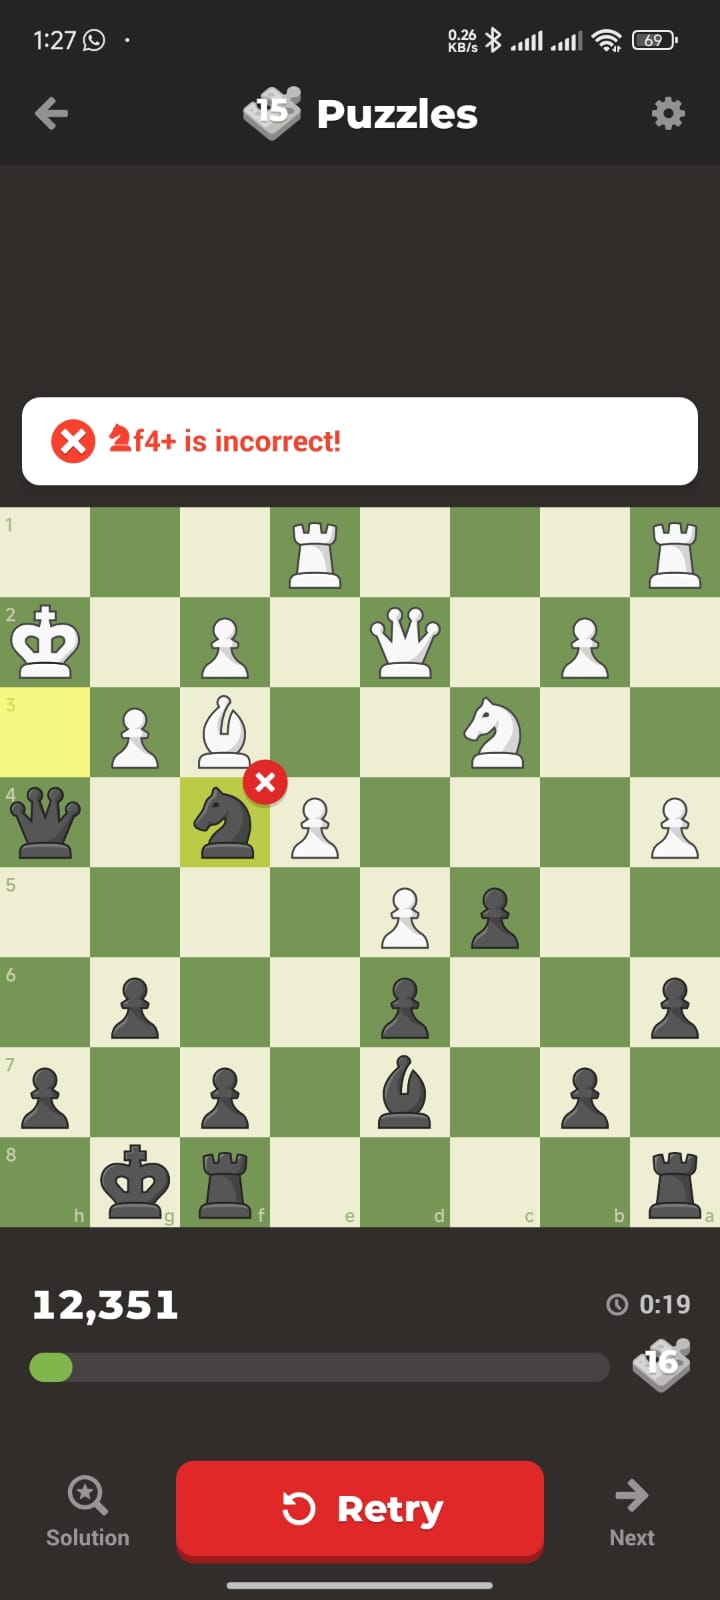 1:27
0.26
KB/s
69
15 Puzzles
f4+ is incorrect!
1
2
3
4
5
6
7
8
h g f e d c b a
12,351
0:19
16
Retry
Solution
Next